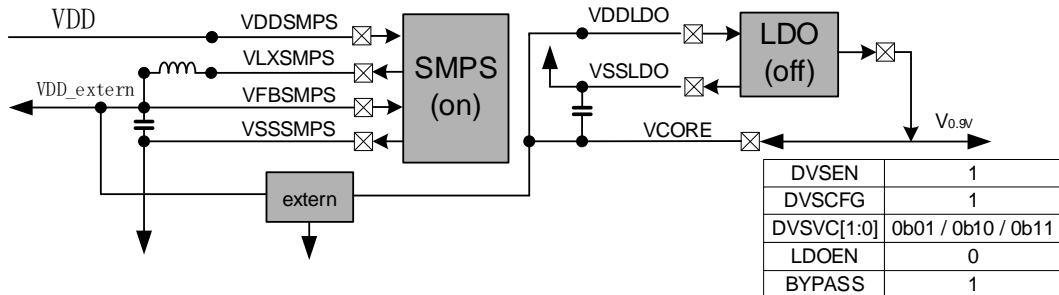 VDD
VDDSMPS
VLXSMPS
VDD_extern
VFBSMPS
VSSSMPS
SMPS
(on)
extern
VDDLDO
VSSLDO
VCORE
LDO
(off)
V0.9V
DVSEN 1
DVSCFG 1
DVSVC[1:0] 0b01 / 0b10 / 0b11
LDOEN 0
BYPASS 1